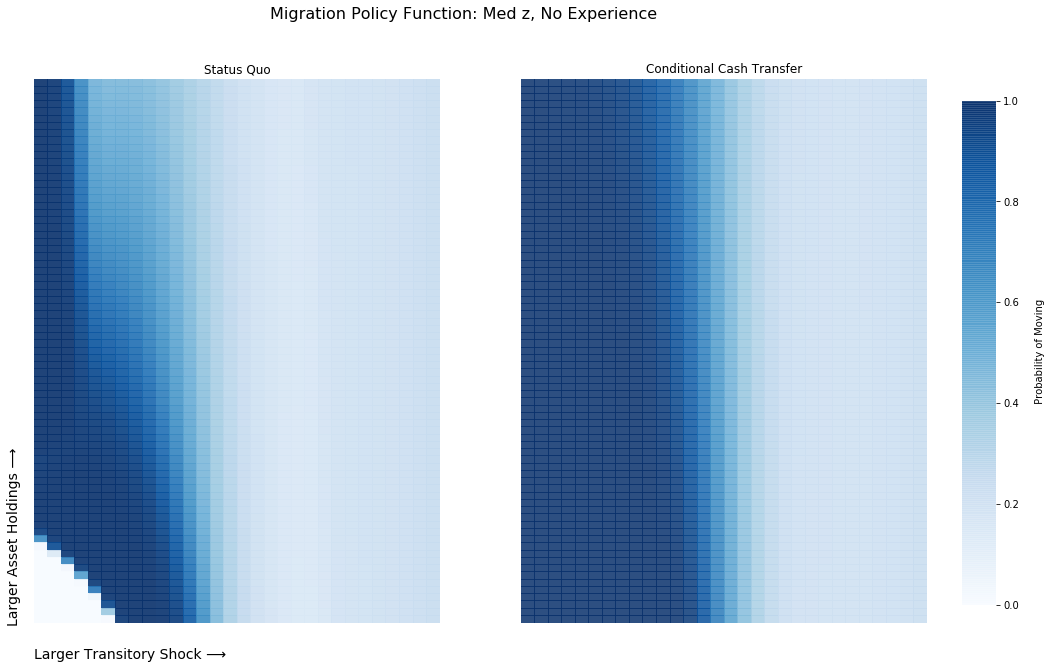 Migration Policy Function: Med z, No Experience
Status Quo
Conditional Cash Transfer
1.0
0.8
0.6
0.4
0.2
0.0
Probability of Moving
Larger Asset Holdings ⟶
Larger Transitory Shock ⟶